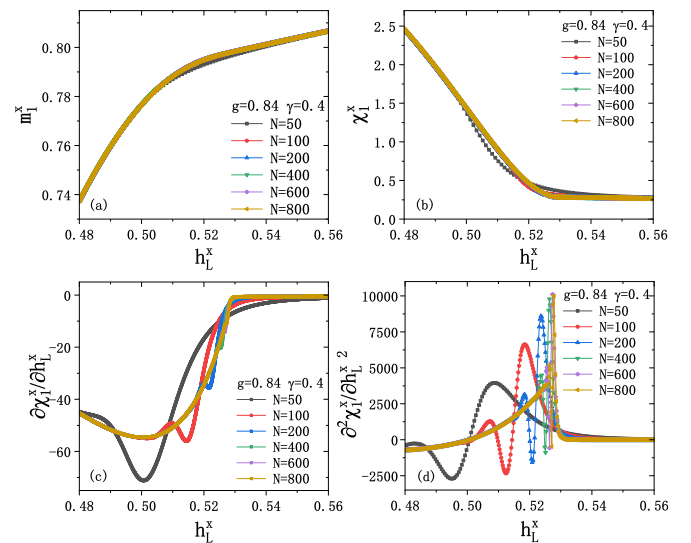 0.80
0.78
0.76
0.74
m₁ˣ
g=0.84 γ=0.4
N=50
N=100
N=200
N=400
N=600
N=800
(a)
0.48 0.50 0.52 0.54 0.56
h_L^x
2.5
2.0
1.5
1.0
0.5
0.0
χ₁ˣ
g=0.84 γ=0.4
N=50
N=100
N=200
N=400
N=600
N=800
(b)
0.48 0.50 0.52 0.54 0.56
h_L^x
0
-20
-40
-60
∂χ₁ˣ/∂h_L^x
g=0.84 γ=0.4
N=50
N=100
N=200
N=400
N=600
N=800
(c)
0.48 0.50 0.52 0.54 0.56
h_L^x
10000
7500
5000
2500
0
-2500
∂²χ₁ˣ/∂h_L^x ²
g=0.84 γ=0.4
N=50
N=100
N=200
N=400
N=600
N=800
(d)
0.48 0.50 0.52 0.54 0.56
h_L^x